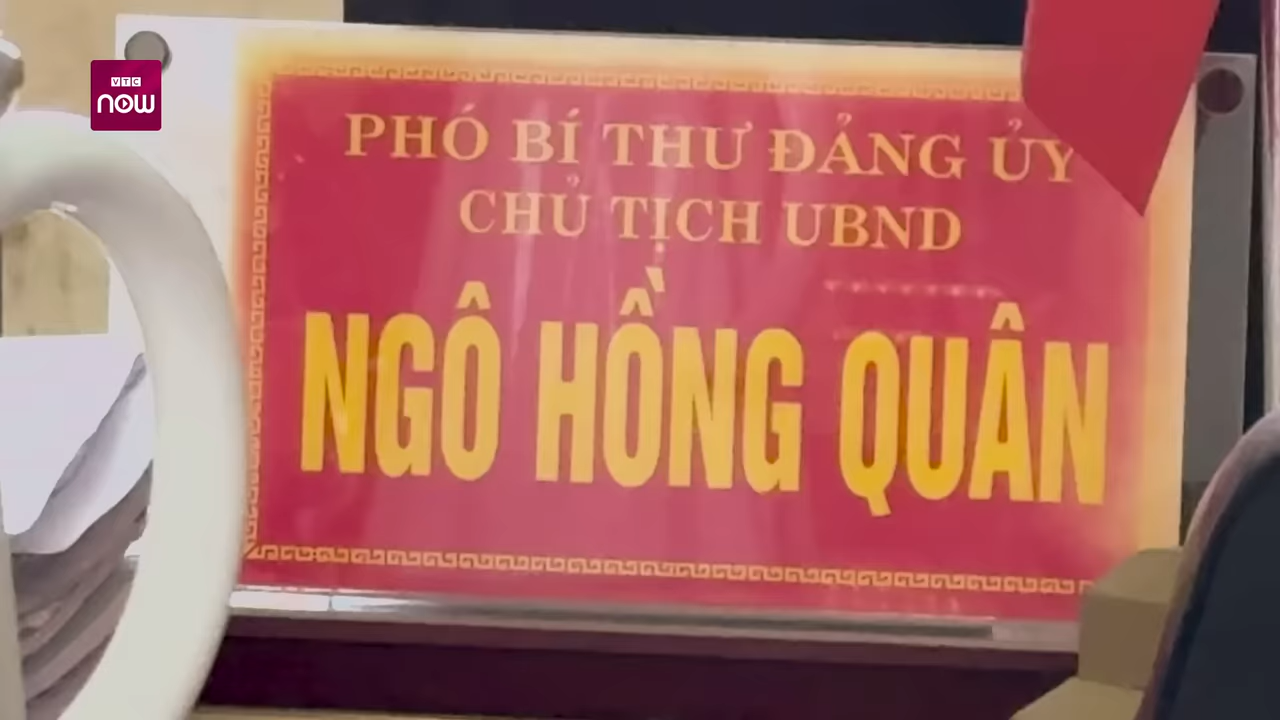 VTC
now
PHÓ BÍ THƯ ĐẢNG ỦY
CHỦ TỊCH UBND
NGÔ HỒNG QUÂN